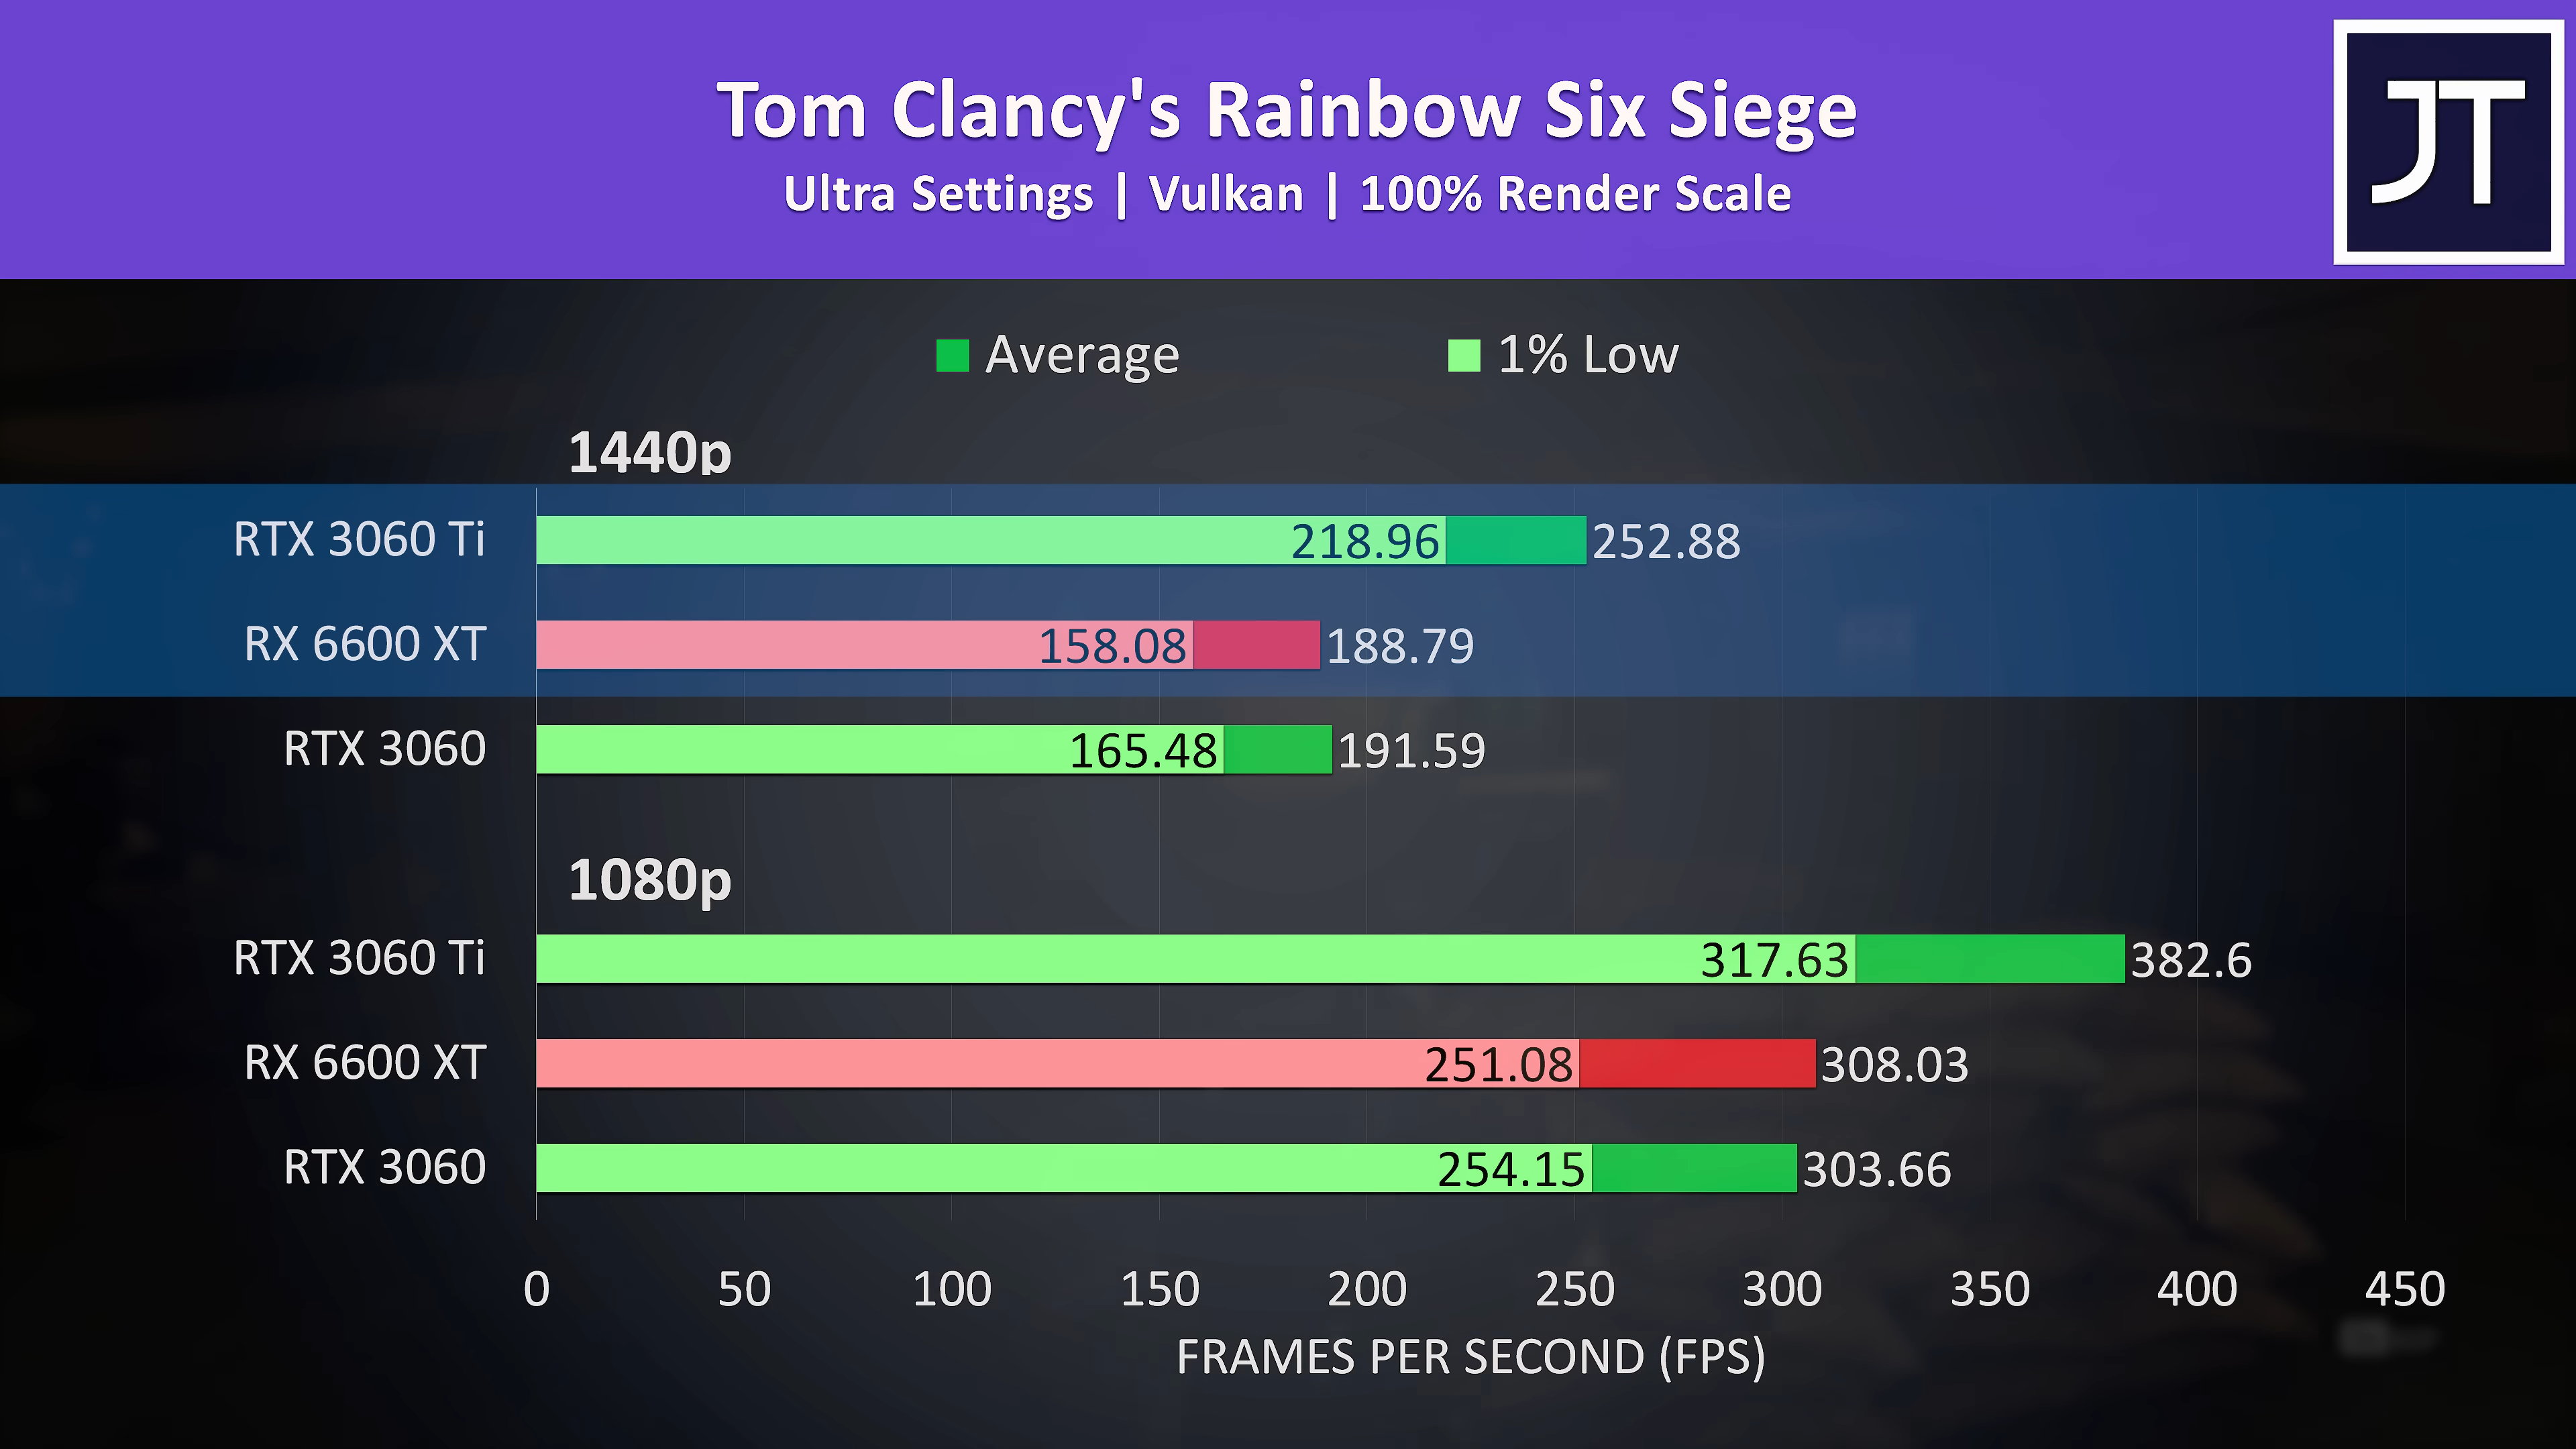 Tom Clancy's Rainbow Six Siege
JT
Ultra Settings | Vulkan | 100% Render Scale
Average 1% Low
1440p
RTX 3060 Ti 218.96 252.88
RX 6600 XT 158.08 188.79
RTX 3060 165.48 191.59
1080p
RTX 3060 Ti 317.63 382.6
RX 6600 XT 251.08 308.03
RTX 3060 254.15 303.66
0 50 100 150 200 250 300 350 400 450
FRAMES PER SECOND (FPS)